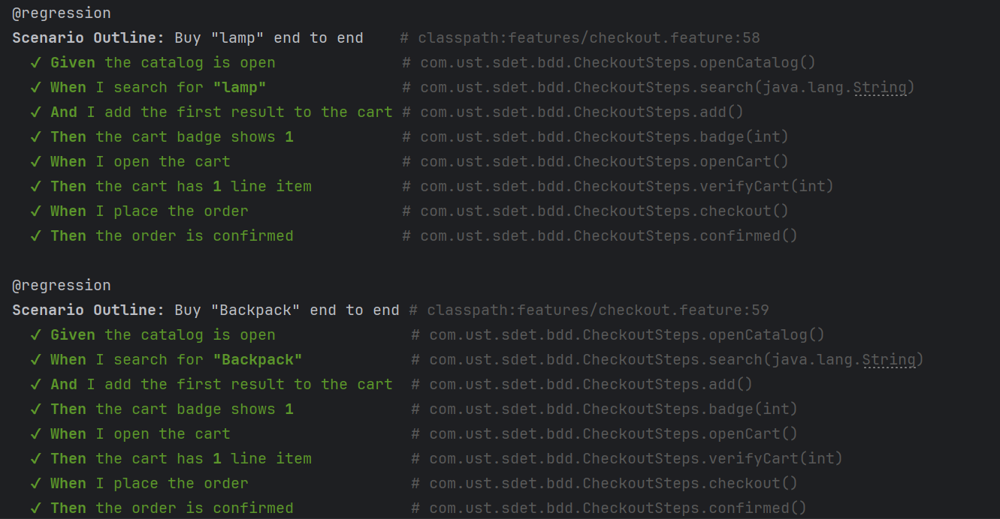 @regression
Scenario Outline: Buy "lamp" end to end    # classpath:features/checkout.feature:58
  ✓ Given the catalog is open              # com.ust.sdet.bdd.CheckoutSteps.openCatalog()
  ✓ When I search for "lamp"               # com.ust.sdet.bdd.CheckoutSteps.search(java.lang.String)
  ✓ And I add the first result to the cart # com.ust.sdet.bdd.CheckoutSteps.add()
  ✓ Then the cart badge shows 1            # com.ust.sdet.bdd.CheckoutSteps.badge(int)
  ✓ When I open the cart                   # com.ust.sdet.bdd.CheckoutSteps.openCart()
  ✓ Then the cart has 1 line item          # com.ust.sdet.bdd.CheckoutSteps.verifyCart(int)
  ✓ When I place the order                 # com.ust.sdet.bdd.CheckoutSteps.checkout()
  ✓ Then the order is confirmed            # com.ust.sdet.bdd.CheckoutSteps.confirmed()

@regression
Scenario Outline: Buy "Backpack" end to end # classpath:features/checkout.feature:59
  ✓ Given the catalog is open               # com.ust.sdet.bdd.CheckoutSteps.openCatalog()
  ✓ When I search for "Backpack"            # com.ust.sdet.bdd.CheckoutSteps.search(java.lang.String)
  ✓ And I add the first result to the cart  # com.ust.sdet.bdd.CheckoutSteps.add()
  ✓ Then the cart badge shows 1             # com.ust.sdet.bdd.CheckoutSteps.badge(int)
  ✓ When I open the cart                    # com.ust.sdet.bdd.CheckoutSteps.openCart()
  ✓ Then the cart has 1 line item           # com.ust.sdet.bdd.CheckoutSteps.verifyCart(int)
  ✓ When I place the order                  # com.ust.sdet.bdd.CheckoutSteps.checkout()
  ✓ Then the order is confirmed             # com.ust.sdet.bdd.CheckoutSteps.confirmed()